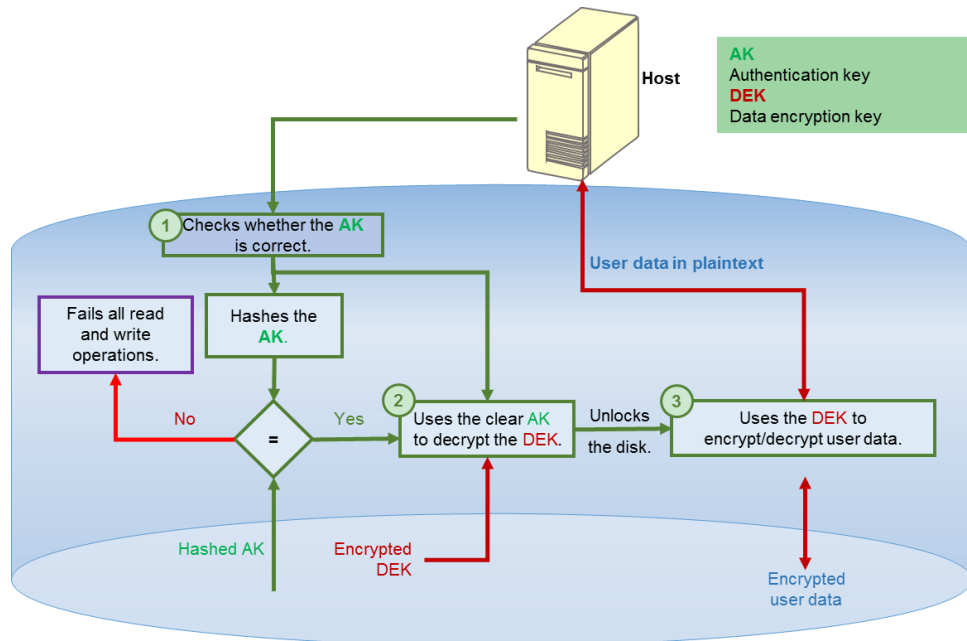 Host
AK
Authentication key
DEK
Data encryption key
1
Checks whether the AK
is correct.
User data in plaintext
Fails all read
and write
operations.
Hashes the
AK.
No
=
Yes
2
Uses the clear AK
to decrypt the DEK.
Unlocks
the disk.
3
Uses the DEK to
encrypt/decrypt user data.
Hashed AK
Encrypted
DEK
Encrypted
user data